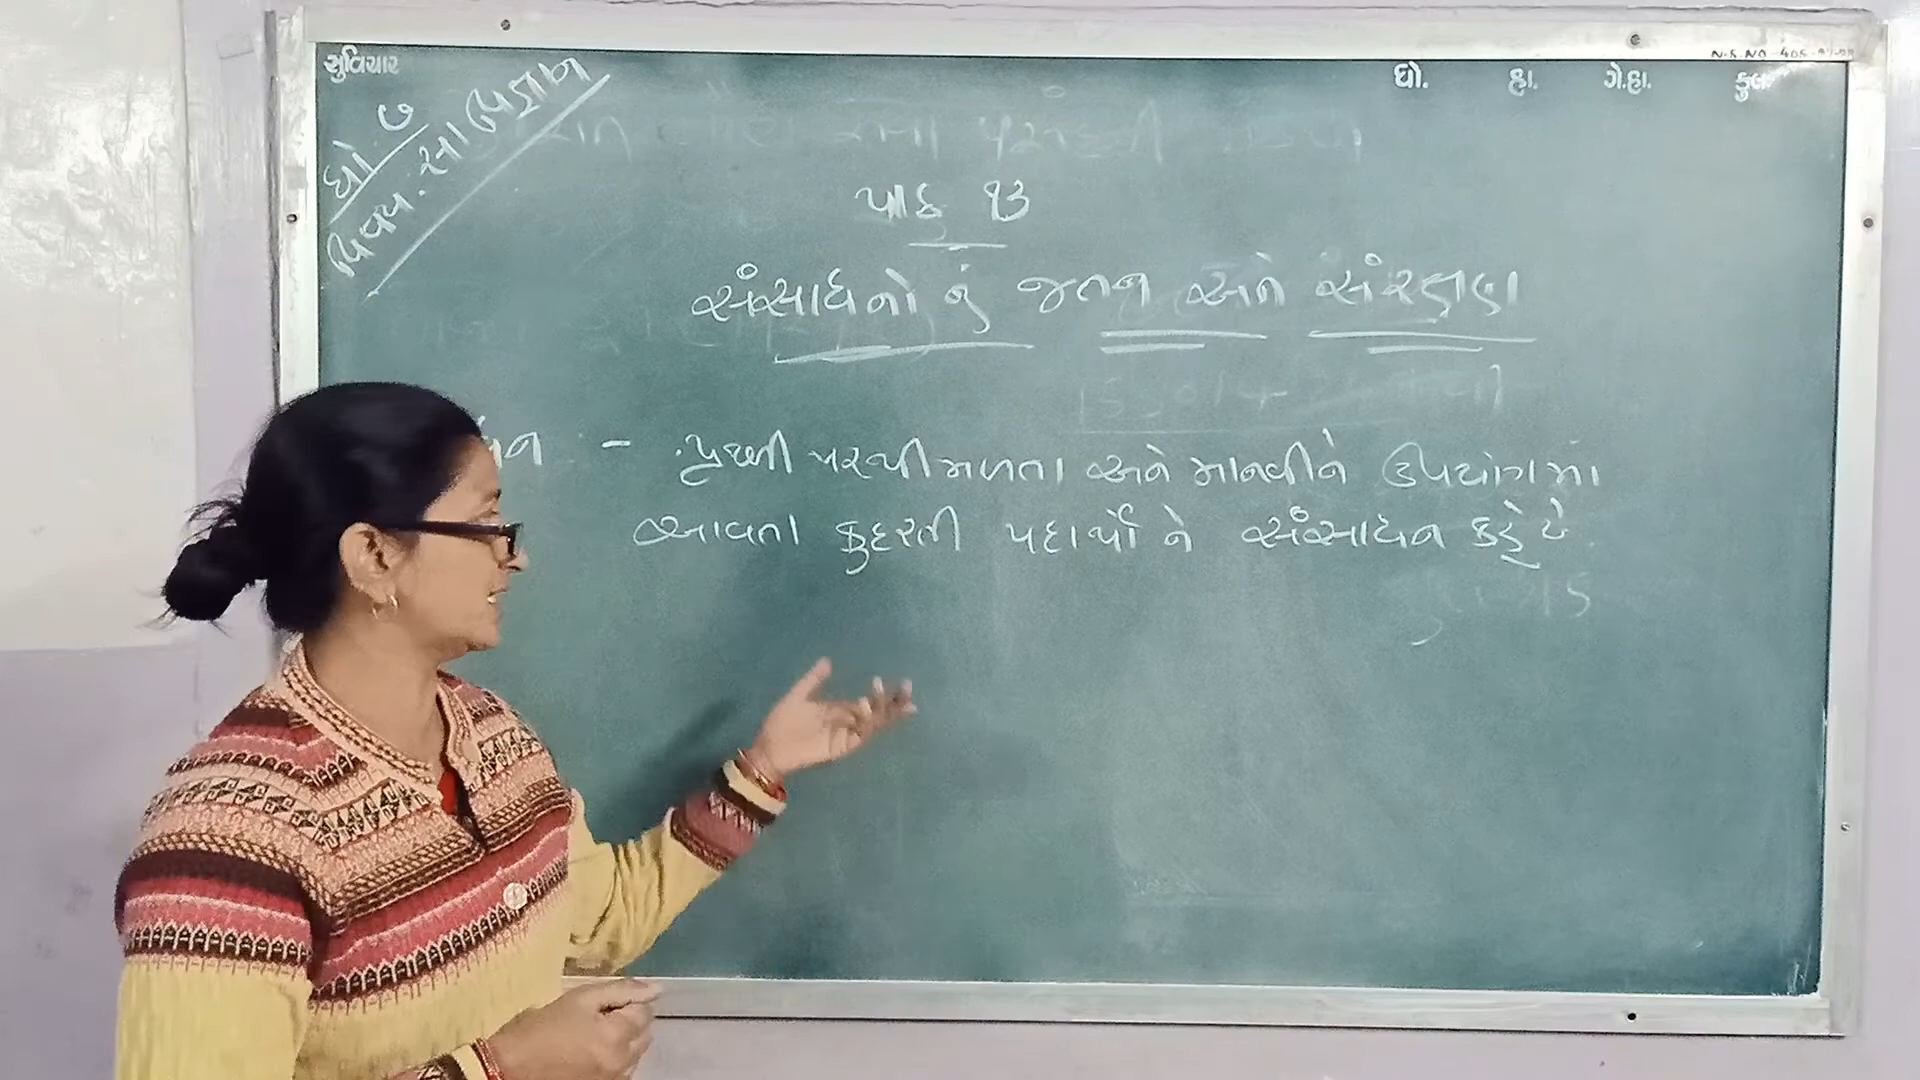 સુવિચાર
ધો. હા. ગે.હા. કુલ
ધો ૭
વિષય. સા વિજ્ઞાન
પાઠ ૧૩
સંસાધનો નું જતન અને સંરક્ષણ
- પૃથ્વી પરથી મળતા અને માનવીને ઉપયોગમાં
આવતા કુદરતી પદાર્થો ને સંસાધન કહે છે.